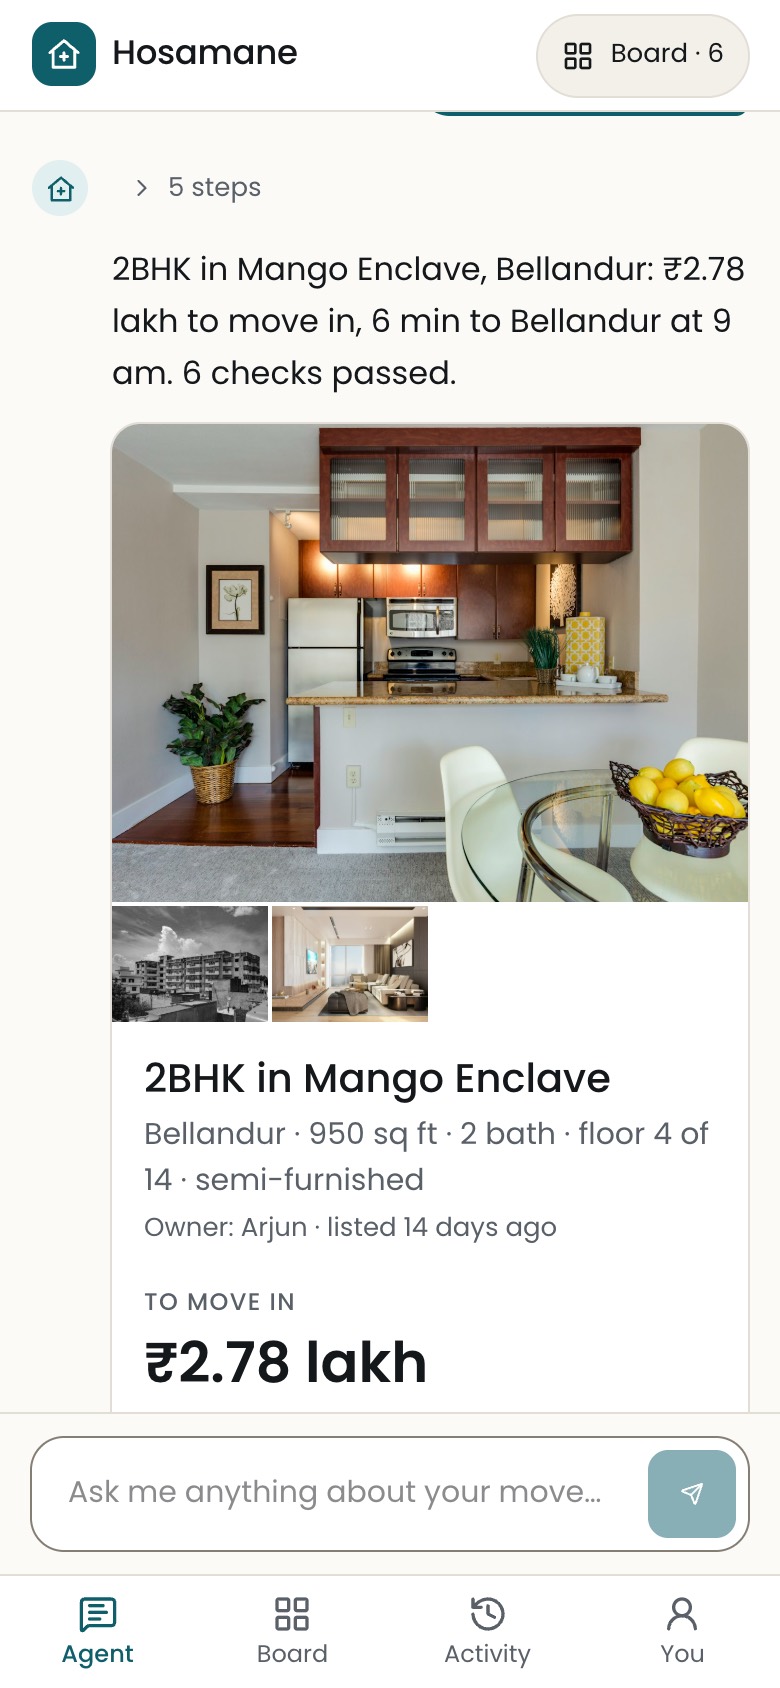 Hosamane
Board · 6
5 steps
2BHK in Mango Enclave, Bellandur: ₹2.78
lakh to move in, 6 min to Bellandur at 9
am. 6 checks passed.
2BHK in Mango Enclave
Bellandur · 950 sq ft · 2 bath · floor 4 of
14 · semi-furnished
Owner: Arjun · listed 14 days ago
TO MOVE IN
₹2.78 lakh
Ask me anything about your move...
Agent
Board
Activity
You